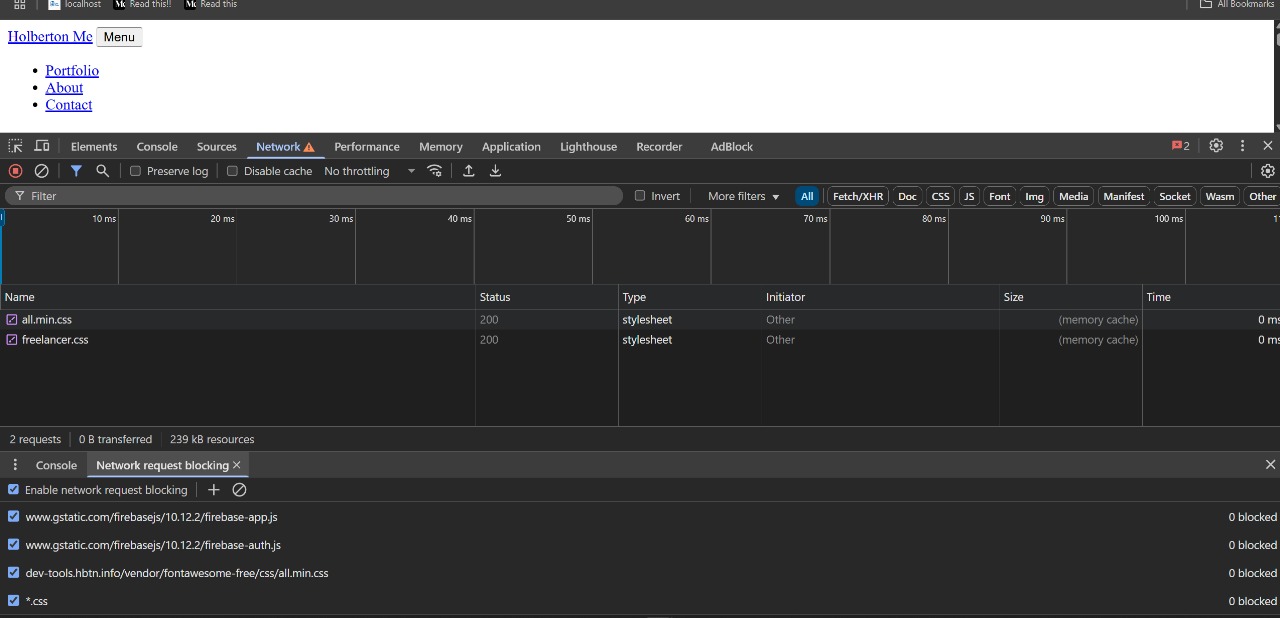 localhost Read this!! Read this All Bookmarks
Holberton Me Menu
Portfolio
About
Contact
Elements Console Sources Network Performance Memory Application Lighthouse Recorder AdBlock 2
Preserve log Disable cache No throttling
Filter Invert More filters All Fetch/XHR Doc CSS JS Font Img Media Manifest Socket Wasm Other
10 ms 20 ms 30 ms 40 ms 50 ms 60 ms 70 ms 80 ms 90 ms 100 ms
Name Status Type Initiator Size Time
all.min.css 200 stylesheet Other (memory cache) 0 ms
freelancer.css 200 stylesheet Other (memory cache) 0 ms
2 requests 0 B transferred 239 kB resources
Console Network request blocking
Enable network request blocking
www.gstatic.com/firebasejs/10.12.2/firebase-app.js 0 blocked
www.gstatic.com/firebasejs/10.12.2/firebase-auth.js 0 blocked
dev-tools.hbtn.info/vendor/fontawesome-free/css/all.min.css 0 blocked
*.css 0 blocked